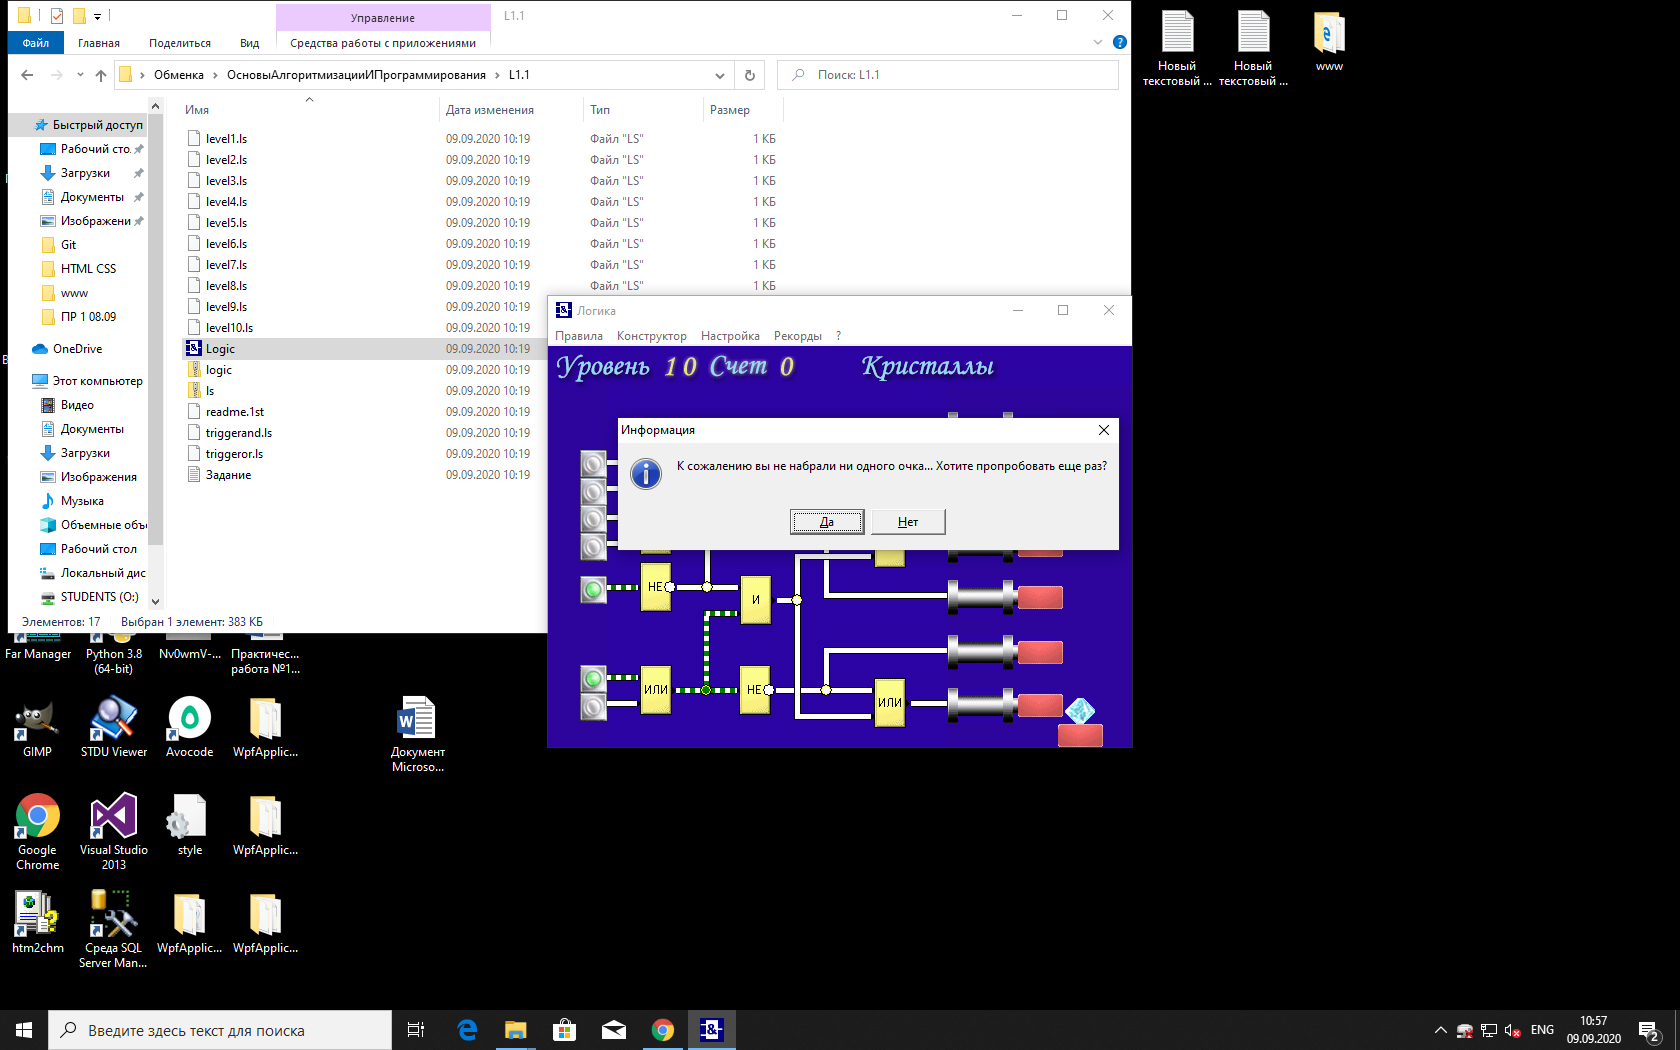 Управление
L1.1
Файл
Главная
Поделиться
Вид
Средства работы с приложениями
Обменка
ОсновыАлгоритмизацииИПрограммирования
L1.1
Поиск: L1.1
Быстрый доступ
Рабочий сто.
Загрузки
Документы
Изображени
Git
HTML CSS
www
ПР 1 08.09
OneDrive
Этот компьютер
Видео
Документы
Загрузки
Изображения
Музыка
Объемные объ
Рабочий стол
Локальный дис
STUDENTS (O:)
Имя Дата изменения Тип Размер
level1.ls 09.09.2020 10:19 Файл "LS" 1 КБ
level2.ls 09.09.2020 10:19 Файл "LS" 1 КБ
level3.ls 09.09.2020 10:19 Файл "LS" 1 КБ
level4.ls 09.09.2020 10:19 Файл "LS" 1 КБ
level5.ls 09.09.2020 10:19 Файл "LS" 1 КБ
level6.ls 09.09.2020 10:19 Файл "LS" 1 КБ
level7.ls 09.09.2020 10:19 Файл "LS" 1 КБ
level8.ls 09.09.2020 10:19 Файл "LS" 1 КБ
level9.ls 09.09.2020 10:19
level10.ls 09.09.2020 10:19
Logic 09.09.2020 10:19
logic 09.09.2020 10:19
ls 09.09.2020 10:19
readme.1st 09.09.2020 10:19
triggerand.ls 09.09.2020 10:19
triggeror.ls 09.09.2020 10:19
Задание 09.09.2020 10:19
Элементов: 17 Выбран 1 элемент: 383 КБ
Логика
Правила Конструктор Настройка Рекорды ?
Уровень 10 Счет 0 Кристаллы
Информация
К сожалению вы не набрали ни одного очка... Хотите пропробовать еще раз?
Да
Нет
НЕ
И
ИЛИ
НЕ
ИЛИ
Новый
текстовый ...
Новый
текстовый ...
www
Far Manager
Python 3.8
(64-bit)
Nv0wmV-...
Практичес...
работа №1...
GIMP
STDU Viewer
Avocode
WpfApplic...
Документ
Microso...
Google
Chrome
Visual Studio
2013
style
WpfApplic...
htm2chm
Среда SQL
Server Man...
WpfApplic...
WpfApplic...
Введите здесь текст для поиска
ENG
10:57
09.09.2020
2